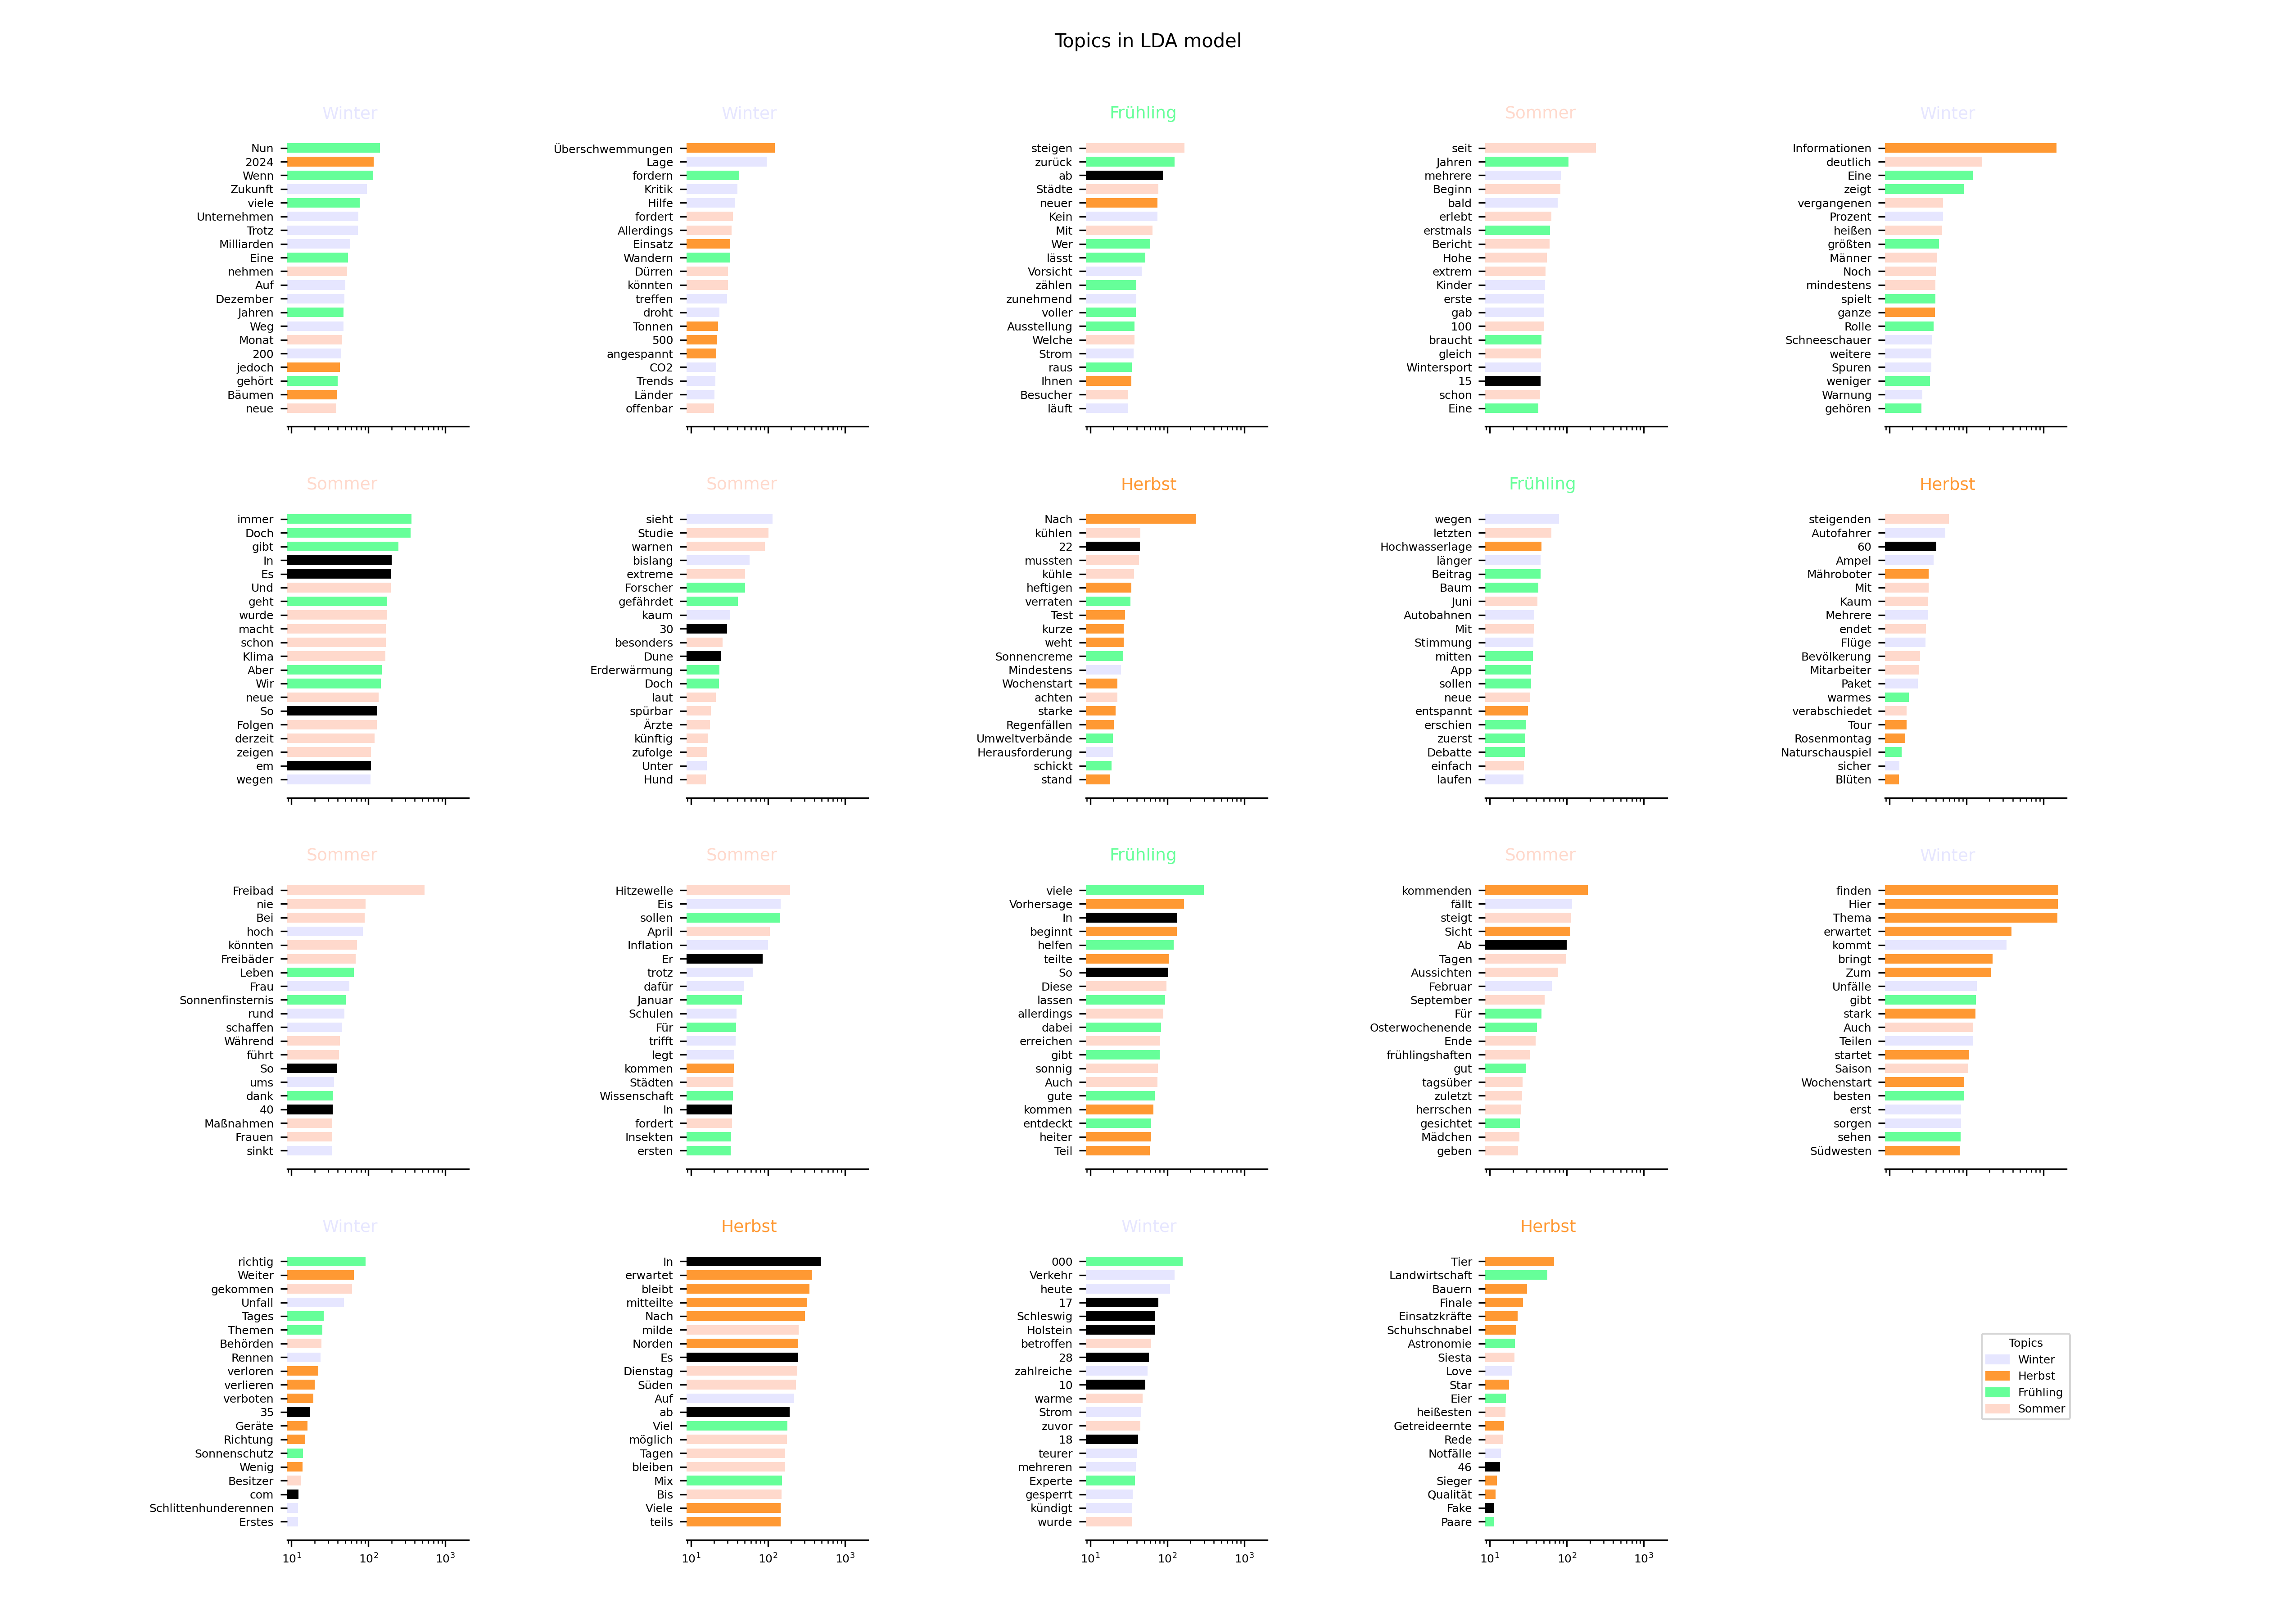 Topics in LDA model
Winter
Nun
2024
Wenn
Zukunft
viele
Unternehmen
Trotz
Milliarden
Eine
nehmen
Auf
Dezember
Jahren
Weg
Monat
200
jedoch
gehört
Bäumen
neue
Winter
Überschwemmungen
Lage
fordern
Kritik
Hilfe
fordert
Allerdings
Einsatz
Wandern
Dürren
könnten
treffen
droht
Tonnen
500
angespannt
CO2
Trends
Länder
offenbar
Frühling
steigen
zurück
ab
Städte
neuer
Kein
Mit
Wer
lässt
Vorsicht
zählen
zunehmend
voller
Ausstellung
Welche
Strom
raus
Ihnen
Besucher
läuft
Sommer
seit
Jahren
mehrere
Beginn
bald
erlebt
erstmals
Bericht
Hohe
extrem
Kinder
erste
gab
100
braucht
gleich
Wintersport
15
schon
Eine
Winter
Informationen
deutlich
Eine
zeigt
vergangenen
Prozent
heißen
größten
Männer
Noch
mindestens
spielt
ganze
Rolle
Schneeschauer
weitere
Spuren
weniger
Warnung
gehören
Sommer
immer
Doch
gibt
In
Es
Und
geht
wurde
macht
schon
Klima
Aber
Wir
neue
So
Folgen
derzeit
zeigen
em
wegen
Sommer
sieht
Studie
warnen
bislang
extreme
Forscher
gefährdet
kaum
30
besonders
Dune
Erderwärmung
Doch
laut
spürbar
Ärzte
künftig
zufolge
Unter
Hund
Herbst
Nach
kühlen
22
mussten
kühle
heftigen
verraten
Test
kurze
weht
Sonnencreme
Mindestens
Wochenstart
achten
starke
Regenfällen
Umweltverbände
Herausforderung
schickt
stand
Frühling
wegen
letzten
Hochwasserlage
länger
Beitrag
Baum
Juni
Autobahnen
Mit
Stimmung
mitten
App
sollen
neue
entspannt
erschien
zuerst
Debatte
einfach
laufen
Herbst
steigenden
Autofahrer
60
Ampel
Mähroboter
Mit
Kaum
Mehrere
endet
Flüge
Bevölkerung
Mitarbeiter
Paket
warmes
verabschiedet
Tour
Rosenmontag
Naturschauspiel
sicher
Blüten
Sommer
Freibad
nie
Bei
hoch
könnten
Freibäder
Leben
Frau
Sonnenfinsternis
rund
schaffen
Während
führt
So
ums
dank
40
Maßnahmen
Frauen
sinkt
Sommer
Hitzewelle
Eis
sollen
April
Inflation
Er
trotz
dafür
Januar
Schulen
Für
trifft
legt
kommen
Städten
Wissenschaft
In
fordert
Insekten
ersten
Frühling
viele
Vorhersage
In
beginnt
helfen
teilte
So
Diese
lassen
allerdings
dabei
erreichen
gibt
sonnig
Auch
gute
kommen
entdeckt
heiter
Teil
Sommer
kommenden
fällt
steigt
Sicht
Ab
Tagen
Aussichten
Februar
September
Für
Osterwochenende
Ende
frühlingshaften
gut
tagsüber
zuletzt
herrschen
gesichtet
Mädchen
geben
Winter
finden
Hier
Thema
erwartet
kommt
bringt
Zum
Unfälle
gibt
stark
Auch
Teilen
startet
Saison
Wochenstart
besten
erst
sorgen
sehen
Südwesten
Winter
richtig
Weiter
gekommen
Unfall
Tages
Themen
Behörden
Rennen
verloren
verlieren
verboten
35
Geräte
Richtung
Sonnenschutz
Wenig
Besitzer
com
Schlittenhunderennen
Erstes
10¹ 10² 10³
Herbst
In
erwartet
bleibt
mitteilte
Nach
milde
Norden
Es
Dienstag
Süden
Auf
ab
Viel
möglich
Tagen
bleiben
Mix
Bis
Viele
teils
10¹ 10² 10³
Winter
000
Verkehr
heute
17
Schleswig
Holstein
betroffen
28
zahlreiche
10
warme
Strom
zuvor
18
teurer
mehreren
Experte
gesperrt
kündigt
wurde
10¹ 10² 10³
Herbst
Tier
Landwirtschaft
Bauern
Finale
Einsatzkräfte
Schuhschnabel
Astronomie
Siesta
Love
Star
Eier
heißesten
Getreideernte
Rede
Notfälle
46
Sieger
Qualität
Fake
Paare
10¹ 10² 10³
Topics
Winter
Herbst
Frühling
Sommer